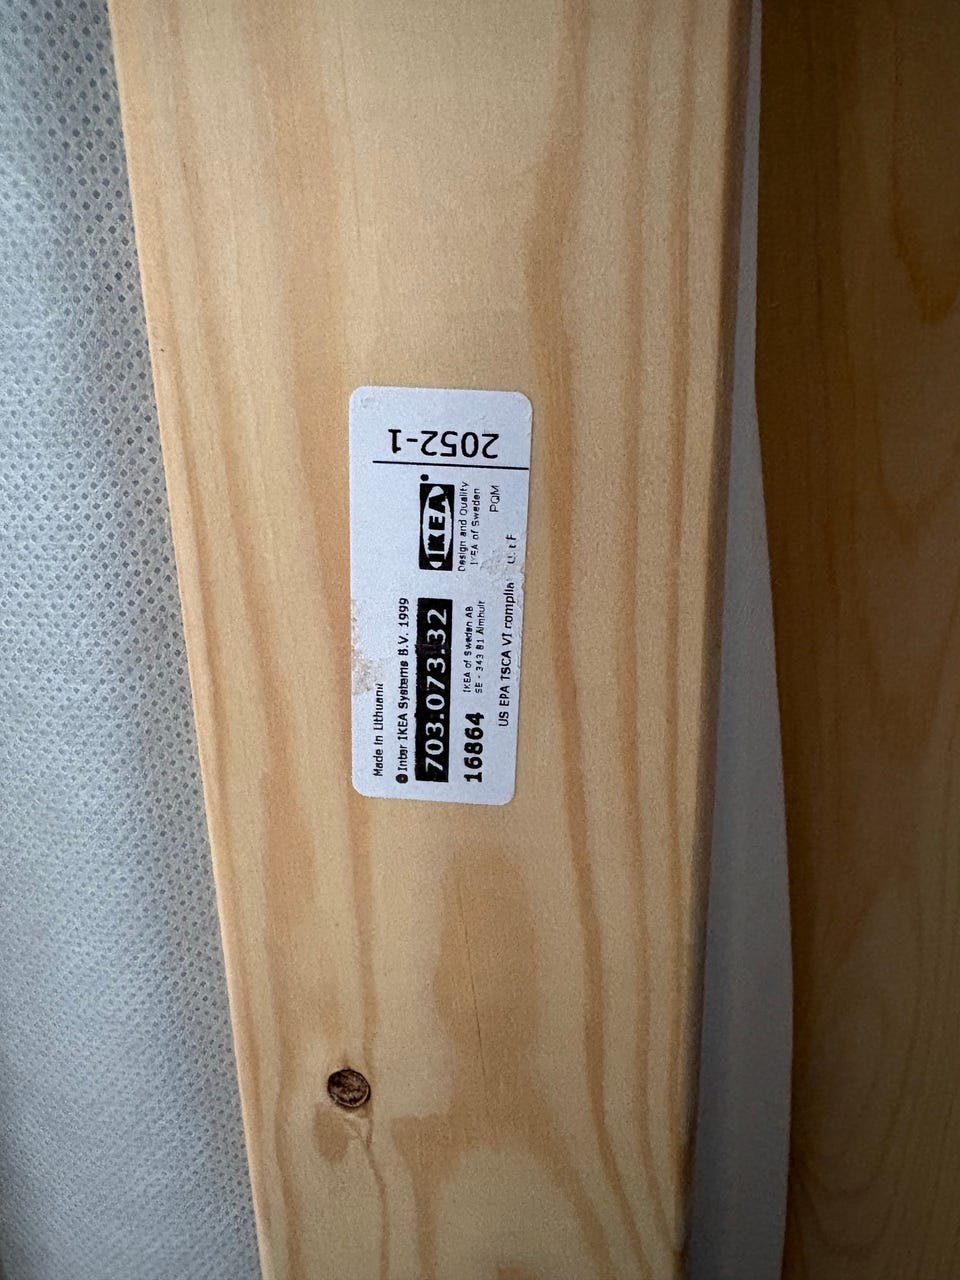 Made in Lithuani
© Inter IKEA Systems B.V. 1999
703.073.32
16864
IKEA of Sweden AB
SE - 343 81 Älmhult
US EPA TSCA VI complia
IKEA®
Design and Quality
IKEA of Sweden
PQM
2052-1